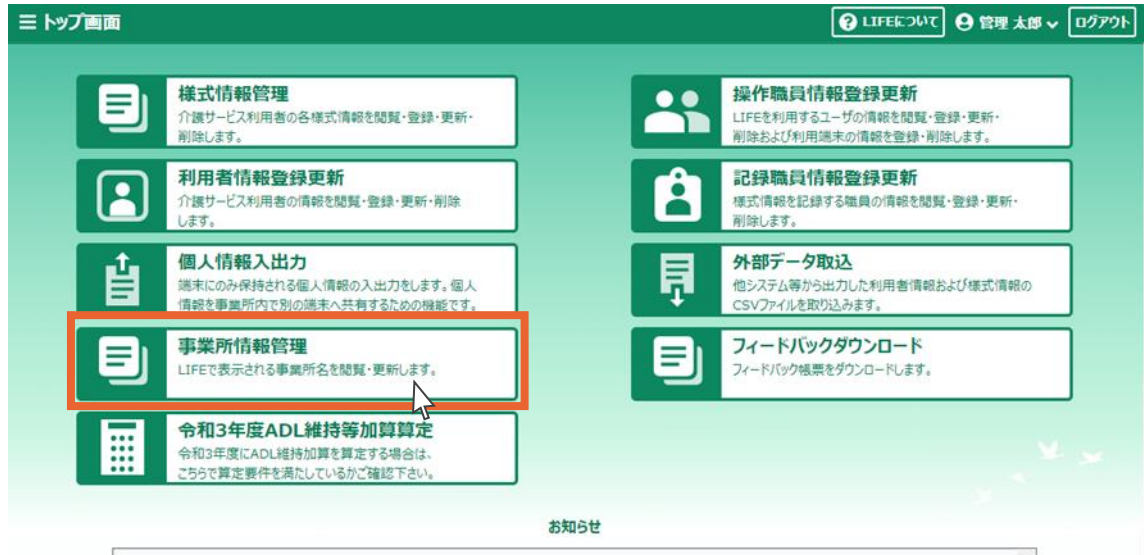 トップ画面
LIFEについて
管理 太郎
ログアウト
様式情報管理
介護サービス利用者の各様式情報を閲覧・登録・更新・
削除します。
利用者情報登録更新
介護サービス利用者の情報を閲覧・登録・更新・削除
します。
個人情報入出力
端末にのみ保持される個人情報の入出力をします。個人
情報を事業所内で別の端末へ共有するための機能です。
事業所情報管理
LIFEで表示される事業所名を閲覧・更新します。
令和3年度ADL維持等加算算定
令和3年度にADL維持加算を算定する場合は、
こちらで算定要件を満たしているかご確認下さい。
操作職員情報登録更新
LIFEを利用するユーザの情報を閲覧・登録・更新・
削除および利用端末の情報を登録・削除します。
記録職員情報登録更新
様式情報を記録する職員の情報を閲覧・登録・更新・
削除します。
外部データ取込
他システム等から出力した利用者情報および様式情報の
CSVファイルを取り込みます。
フィードバックダウンロード
フィードバック帳票をダウンロードします。
お知らせ